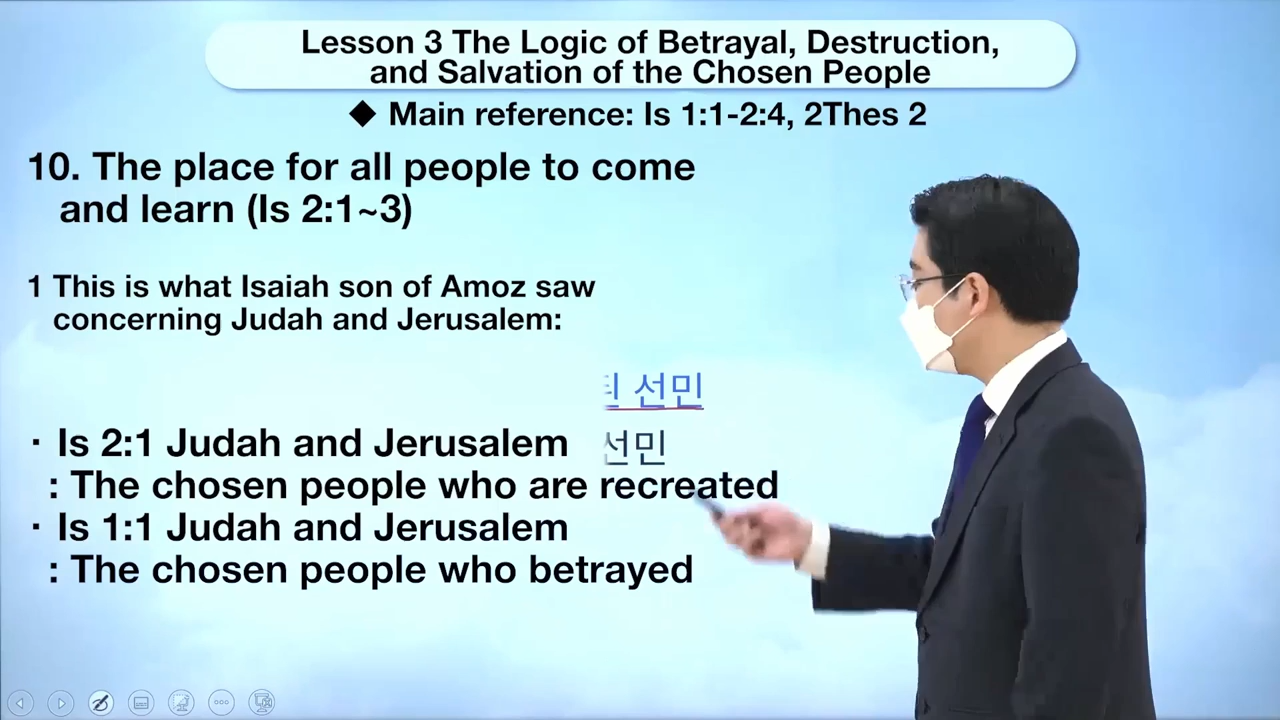 Lesson 3 The Logic of Betrayal, Destruction,
and Salvation of the Chosen People
◆ Main reference: Is 1:1-2:4, 2Thes 2
10. The place for all people to come
and learn (Is 2:1~3)
1 This is what Isaiah son of Amoz saw
concerning Judah and Jerusalem:
선민
· Is 2:1 Judah and Jerusalem
선민
: The chosen people who are recreated
· Is 1:1 Judah and Jerusalem
: The chosen people who betrayed